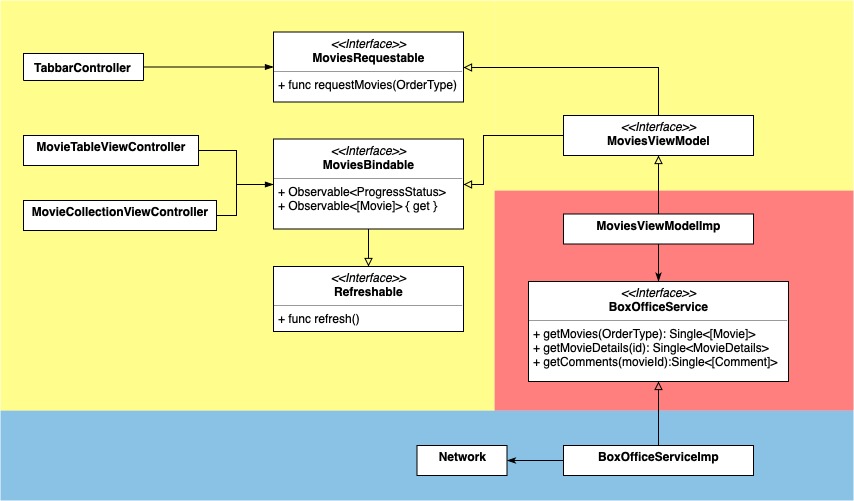 <<Interface>>
MoviesRequestable
+ func requestMovies(OrderType)
TabbarController
<<Interface>>
MoviesViewModel
MovieTableViewController
<<Interface>>
MoviesBindable
+ Observable<ProgressStatus>
+ Observable<[Movie]> { get }
MovieCollectionViewController
MoviesViewModelImp
<<Interface>>
Refreshable
+ func refresh()
<<Interface>>
BoxOfficeService
+ getMovies(OrderType): Single<[Movie]>
+ getMovieDetails(id): Single<MovieDetails>
+ getComments(movieId):Single<[Comment]>
Network
BoxOfficeServiceImp